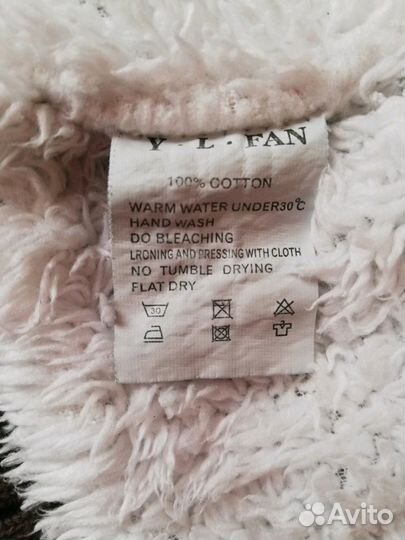 Y · L · FAN
100% COTTON
WARM WATER UNDER30℃
HAND WASH
DO BLEACHING
LRONING AND PRESSING WITH CLOTH
NO TUMBLE DRYING
FLAT DRY
30
Avito